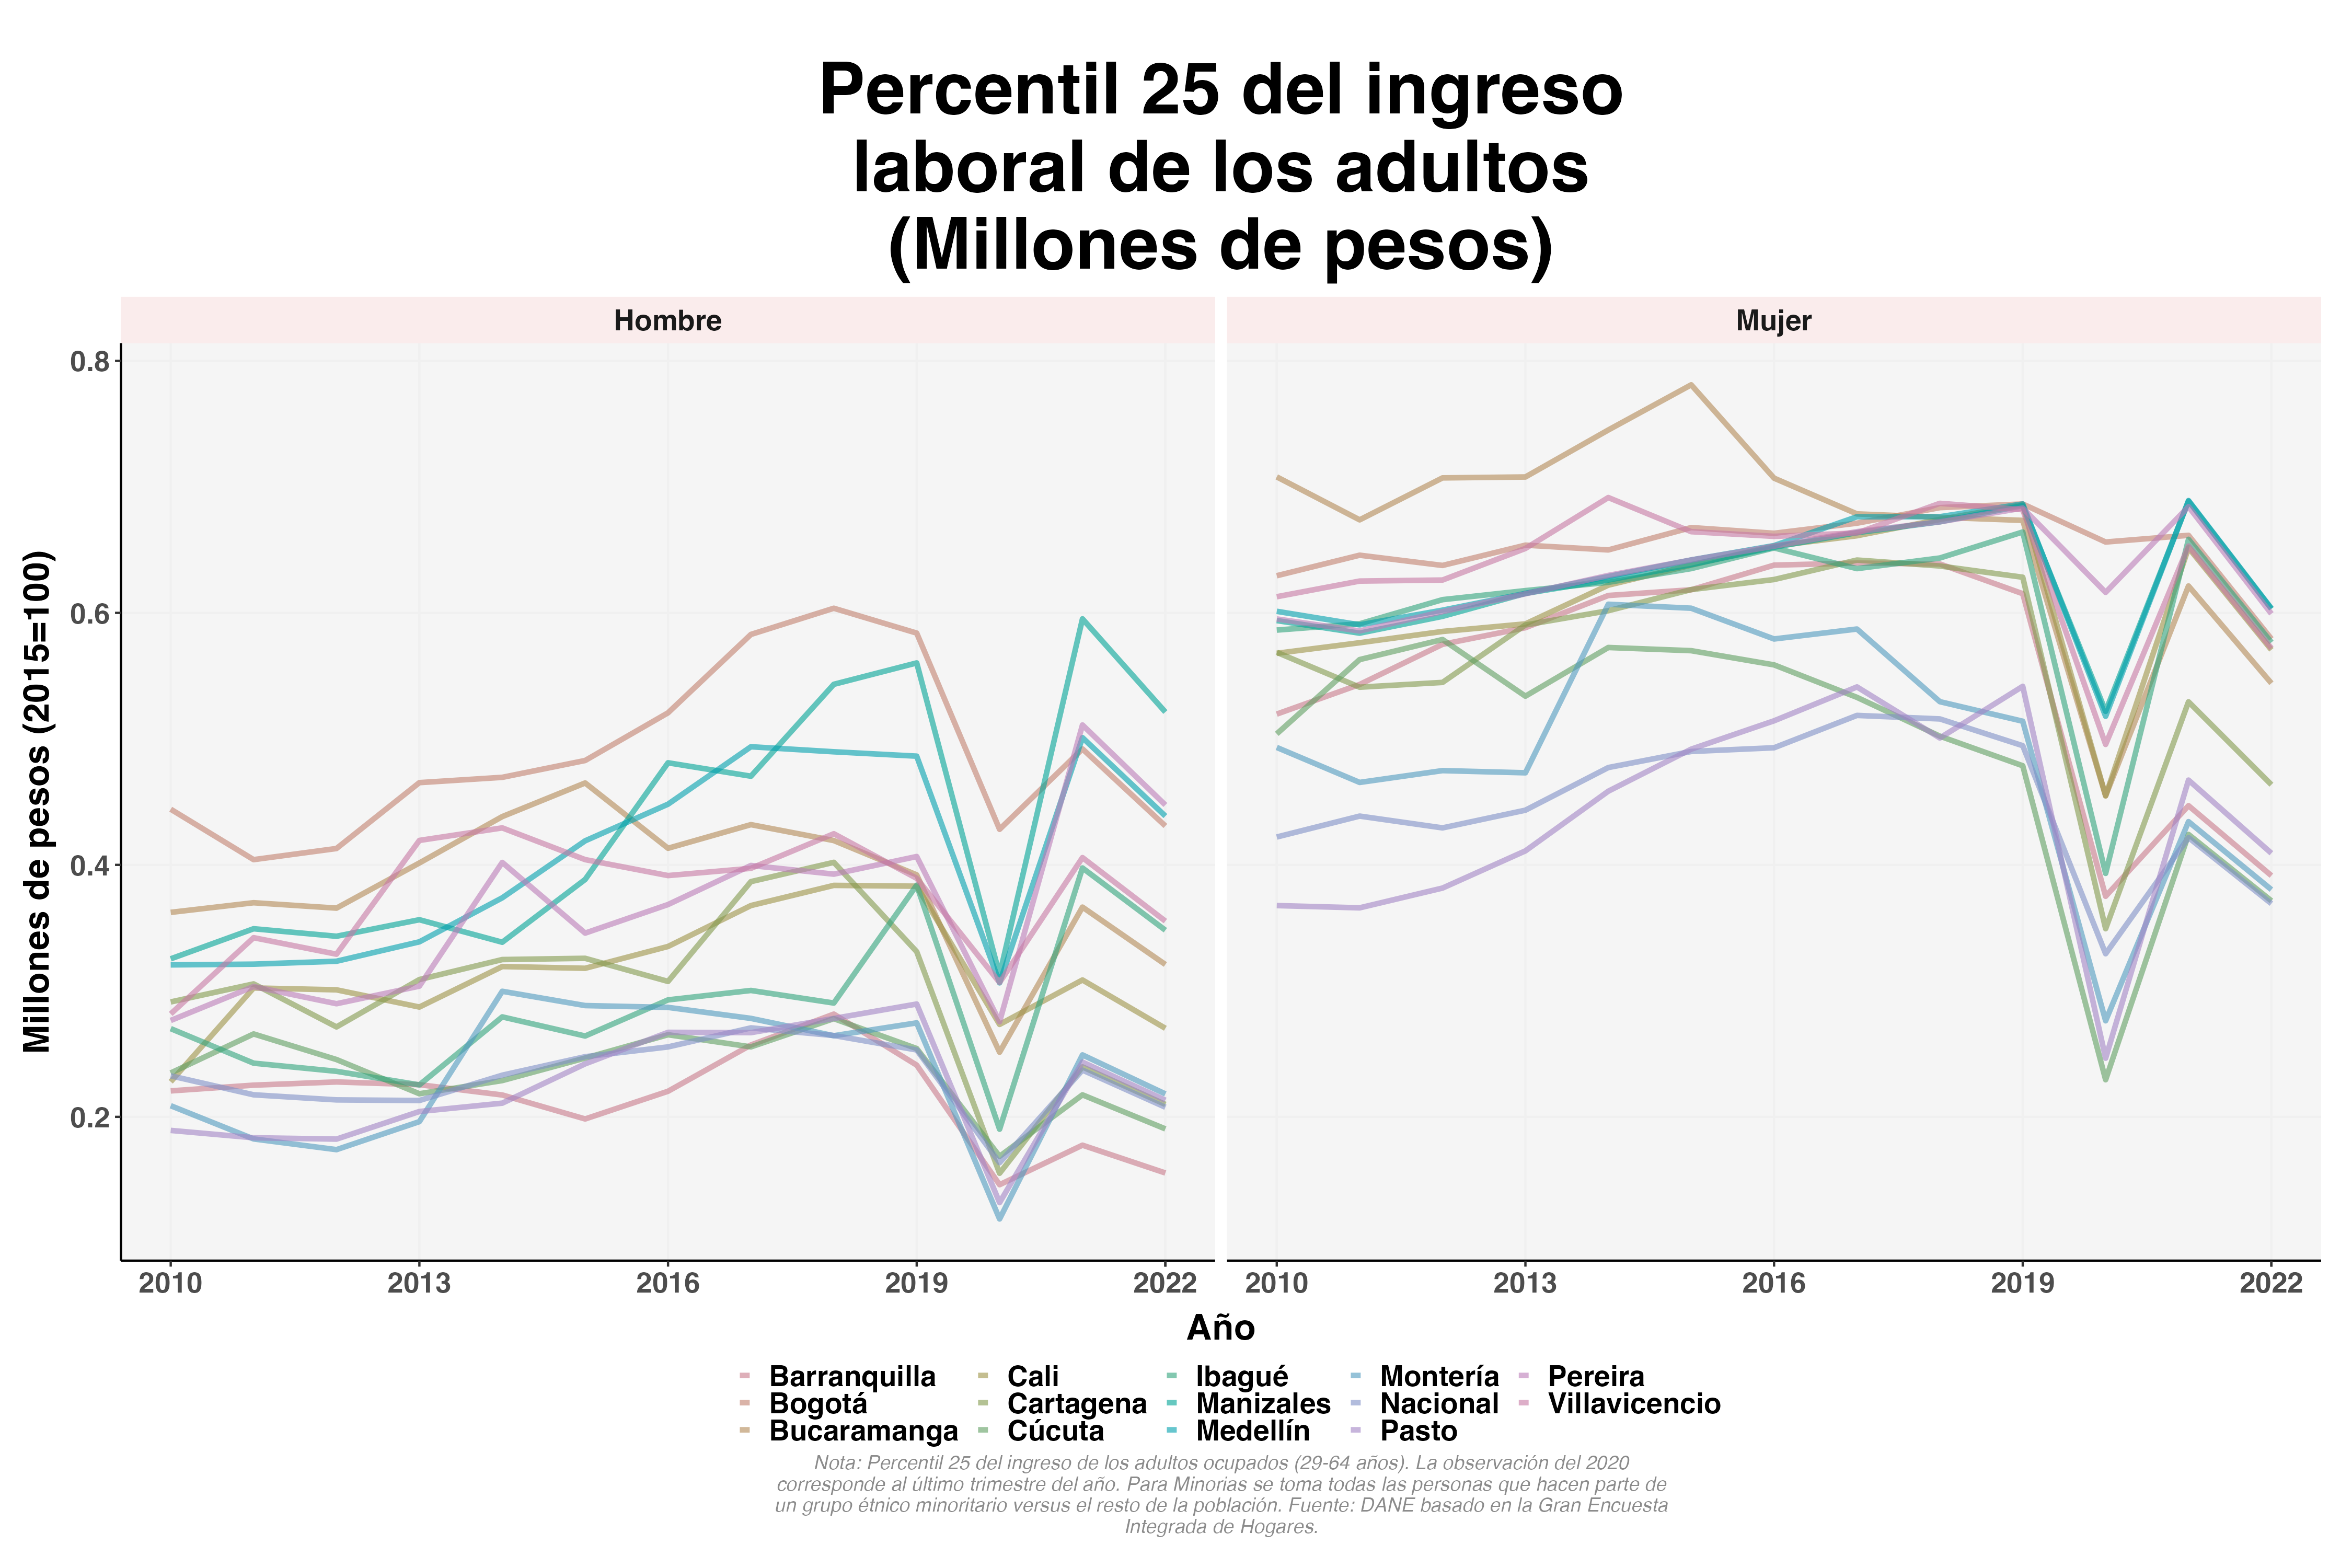 Percentil 25 del ingreso
laboral de los adultos
(Millones de pesos)
Hombre
Mujer
Millones de pesos (2015=100)
0.8
0.6
0.4
0.2
2010 2013 2016 2019 2022
2010 2013 2016 2019 2022
Año
Barranquilla Cali Ibagué Montería Pereira
Bogotá Cartagena Manizales Nacional Villavicencio
Bucaramanga Cúcuta Medellín Pasto
Nota: Percentil 25 del ingreso de los adultos ocupados (29-64 años). La observación del 2020
corresponde al último trimestre del año. Para Minorias se toma todas las personas que hacen parte de
un grupo étnico minoritario versus el resto de la población. Fuente: DANE basado en la Gran Encuesta
Integrada de Hogares.